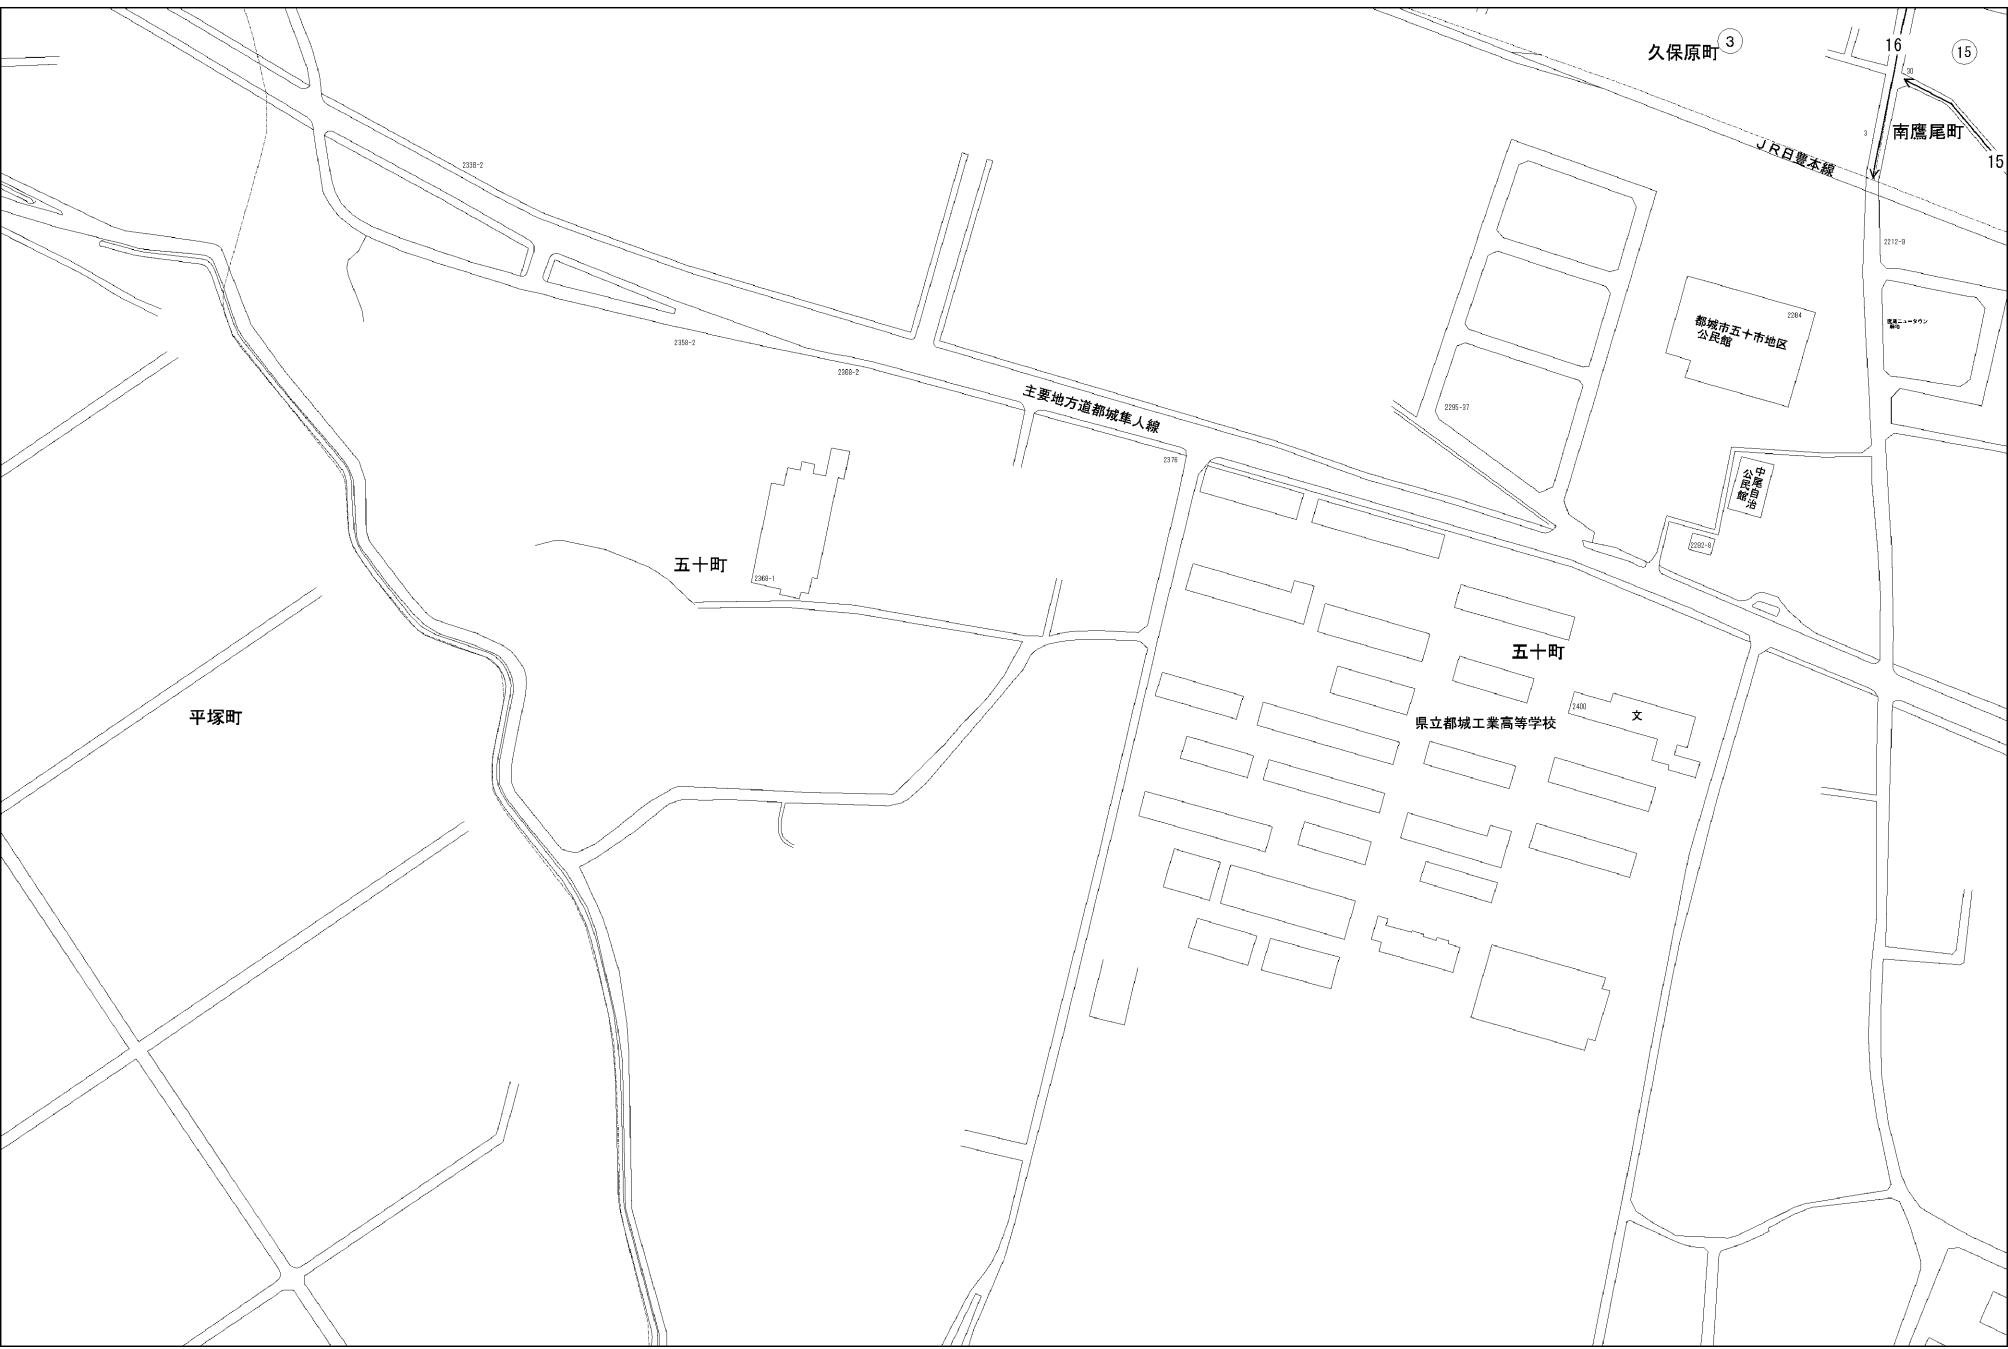 久保原町
3
16
15
30
南鷹尾町
3
15
JR日豊本線
2338-2
2212-9
2284
都城市五十市地区
公民館
2358-2
2368-2
主要地方道都城隼人線
2295-37
2376
中尾自治
公民館
2282-8
五十町
2368-1
五十町
平塚町
2400
文
県立都城工業高等学校